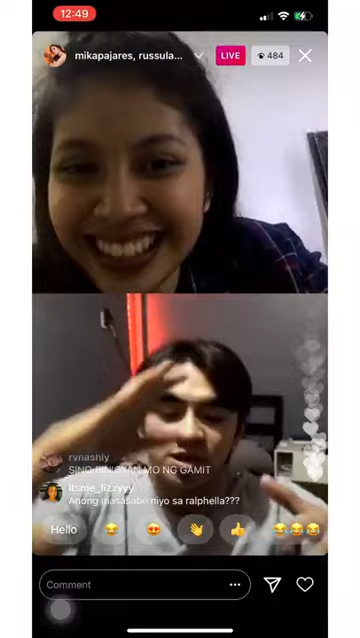 12:49
mikapajares, russula...
LIVE
484
rvnashly
SINO BINIGYAN MO NG GAMIT
itsme_lizzyyy
Anong masasabe niyo sa ralphella???
Hello
Comment